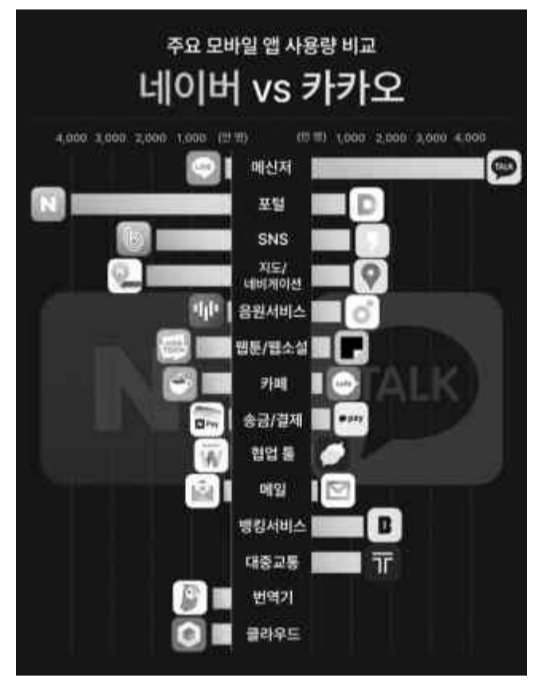 주요 모바일 앱 사용량 비교
네이버 vs 카카오
4,000 3,000 2,000 1,000 (만 명) (만 명) 1,000 2,000 3,000 4,000
LINE 메신저 TALK
N 포털 D
b SNS
N 지도/
네비게이션
음원서비스
웹툰/웹소설
N TALK
카페 cafe
N Pay 송금/결제 pay
W 협업 툴
메일
뱅킹서비스 B
대중교통 T
번역기
클라우드